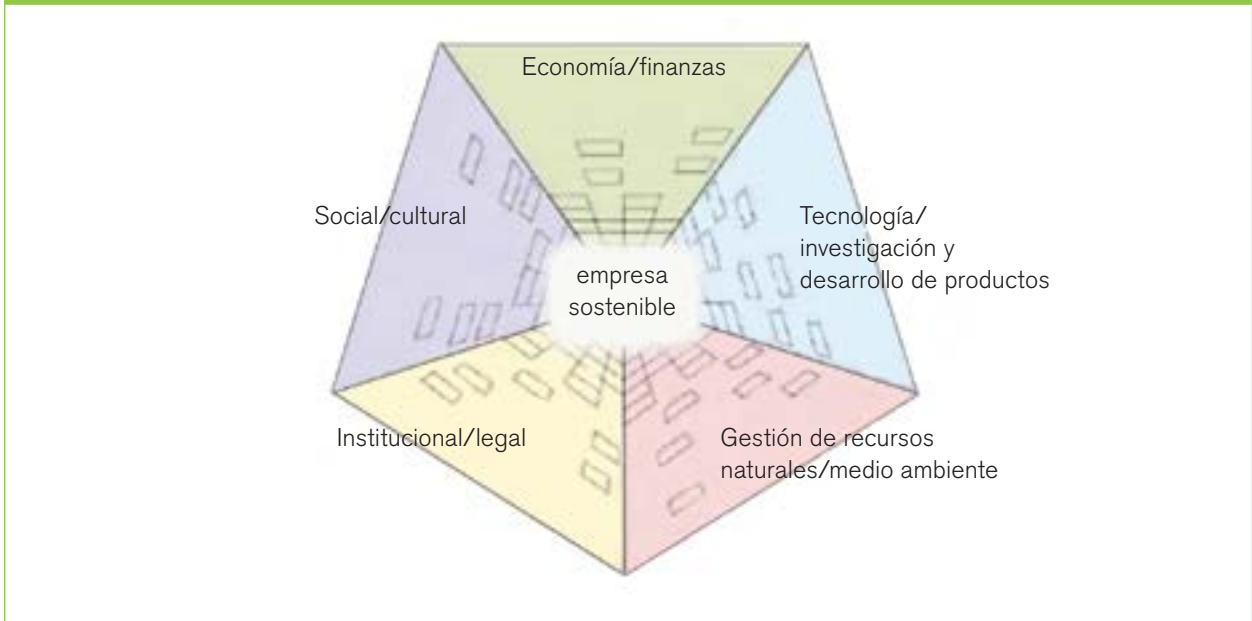 Economía/finanzas
Social/cultural
Tecnología/
investigación y
desarrollo de productos
empresa
sostenible
Institucional/legal
Gestión de recursos
naturales/medio ambiente